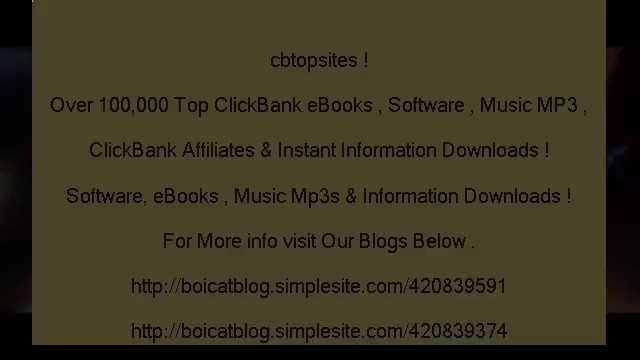 cbtopsites !
Over 100,000 Top ClickBank eBooks , Software , Music MP3 ,
ClickBank Affiliates & Instant Information Downloads !
Software, eBooks , Music Mp3s & Information Downloads !
For More info visit Our Blogs Below .
http://boicatblog.simplesite.com/420839591
http://boicatblog.simplesite.com/420839374